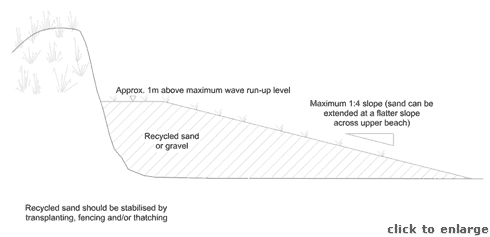 Approx. 1m above maximum wave run-up level
Maximum 1:4 slope (sand can be
extended at a flatter slope
across upper beach)
Recycled sand
or gravel
Recycled sand should be stabilised by
transplanting, fencing and/or thatching
click to enlarge